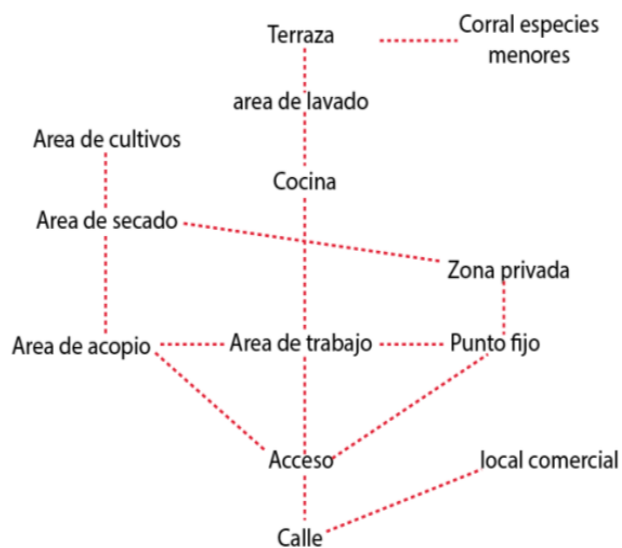 Terraza
Corral especies
menores
area de lavado
Area de cultivos
Cocina
Area de secado
Zona privada
Area de acopio
Area de trabajo
Punto fijo
Acceso
local comercial
Calle